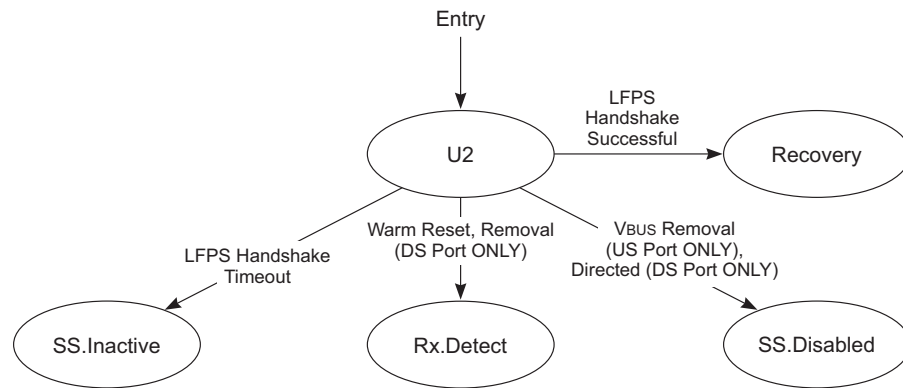 Entry
U2
LFPS
Handshake
Successful
Recovery
LFPS Handshake
Timeout
Warm Reset, Removal
(DS Port ONLY)
VBUS Removal
(US Port ONLY),
Directed (DS Port ONLY)
SS.Inactive
Rx.Detect
SS.Disabled